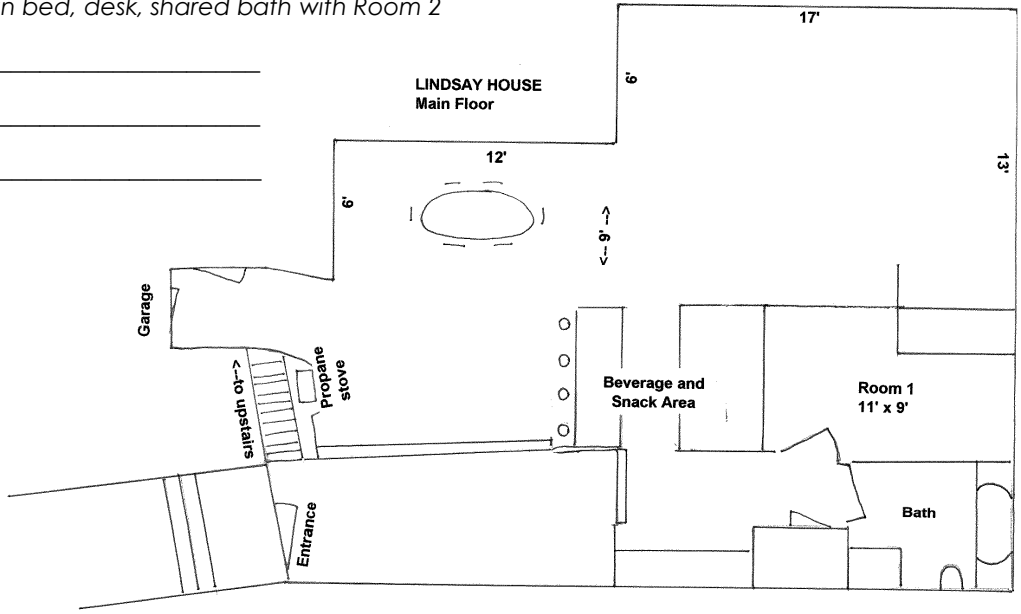 n bed, desk, shared bath with Room 2
17'
LINDSAY HOUSE
Main Floor
9'
12'
13'
6'
<-- 9' -->
Garage
<---to upstairs
Propane
stove
Beverage and
Snack Area
Room 1
11' x 9'
Entrance
Bath